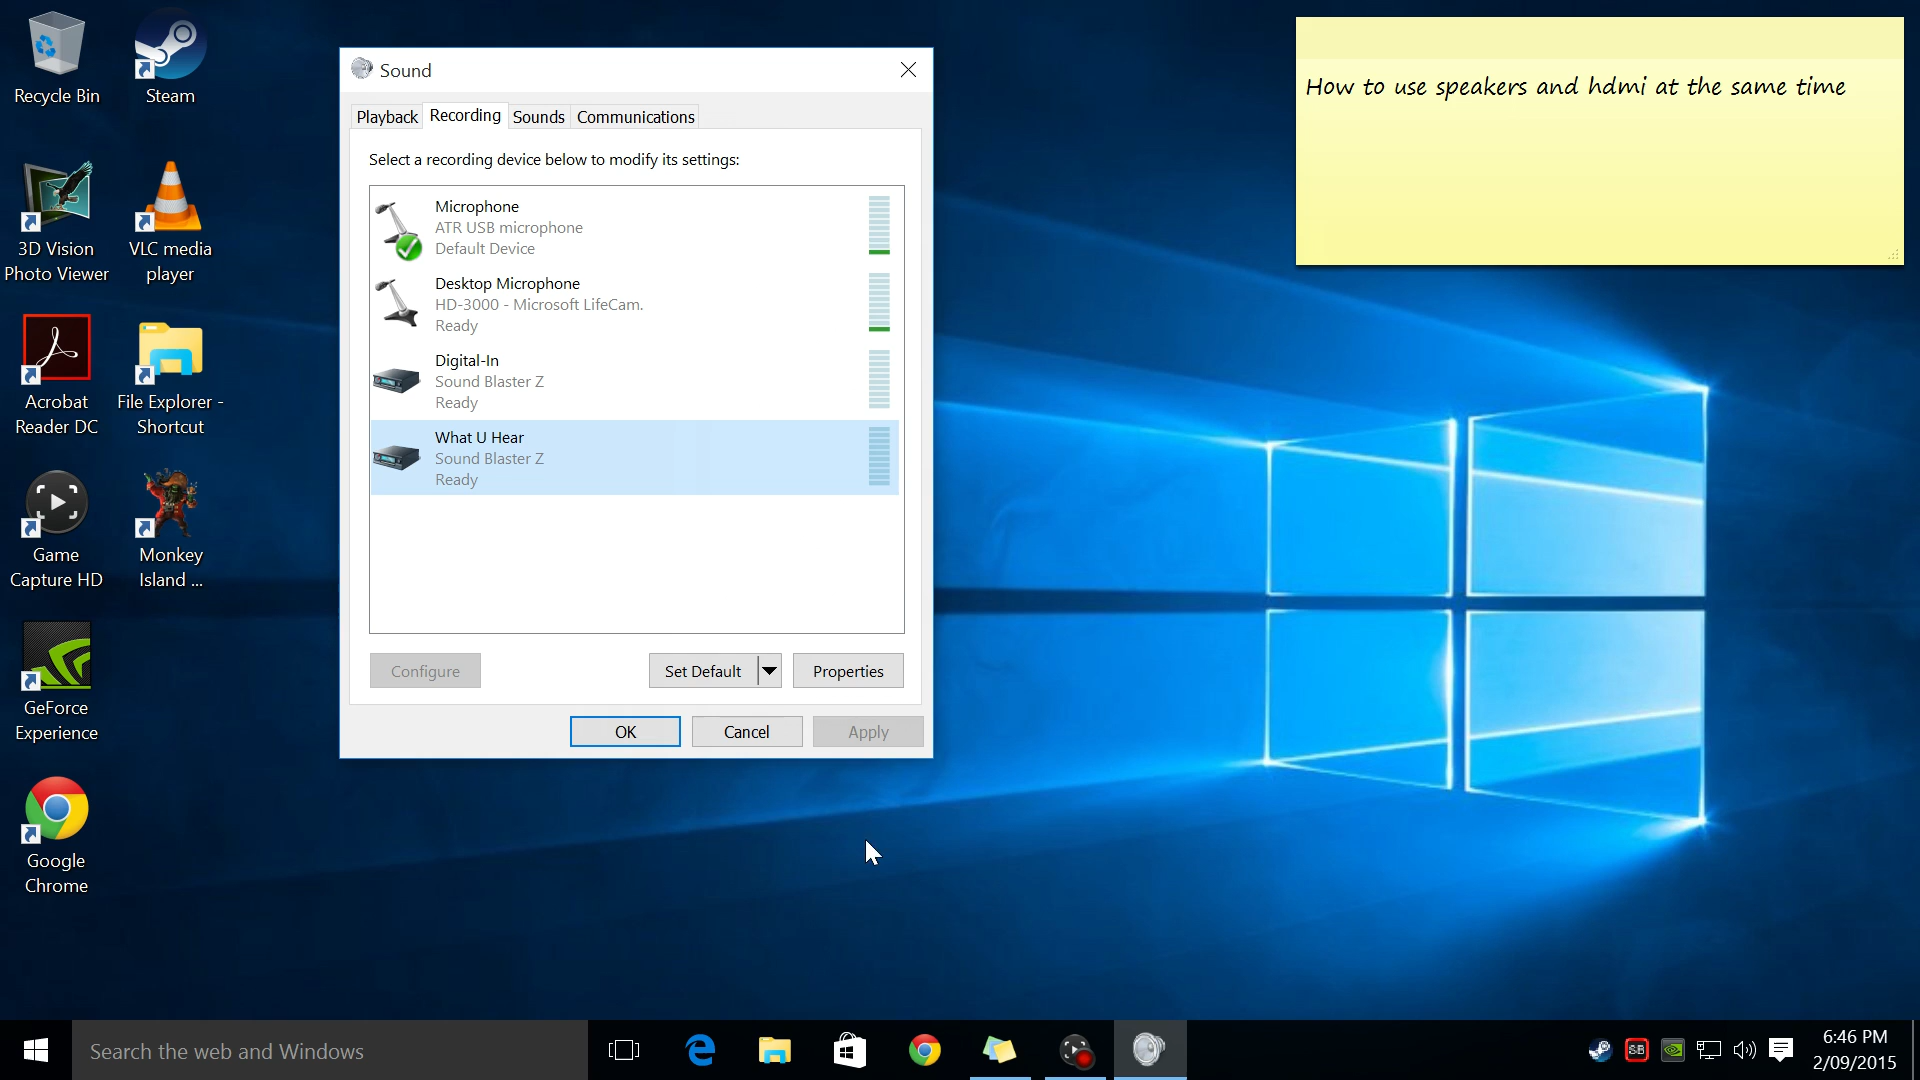 Recycle Bin
Steam
3D Vision
Photo Viewer
VLC media
player
Acrobat
Reader DC
File Explorer -
Shortcut
Game
Capture HD
Monkey
Island ...
GeForce
Experience
Google
Chrome
Sound
Playback
Recording
Sounds
Communications
Select a recording device below to modify its settings:
Microphone
ATR USB microphone
Default Device
Desktop Microphone
HD-3000 - Microsoft LifeCam.
Ready
Digital-In
Sound Blaster Z
Ready
What U Hear
Sound Blaster Z
Ready
Configure
Set Default
Properties
OK
Cancel
Apply
How to use speakers and hdmi at the same time
Search the web and Windows
SB
6:46 PM
2/09/2015